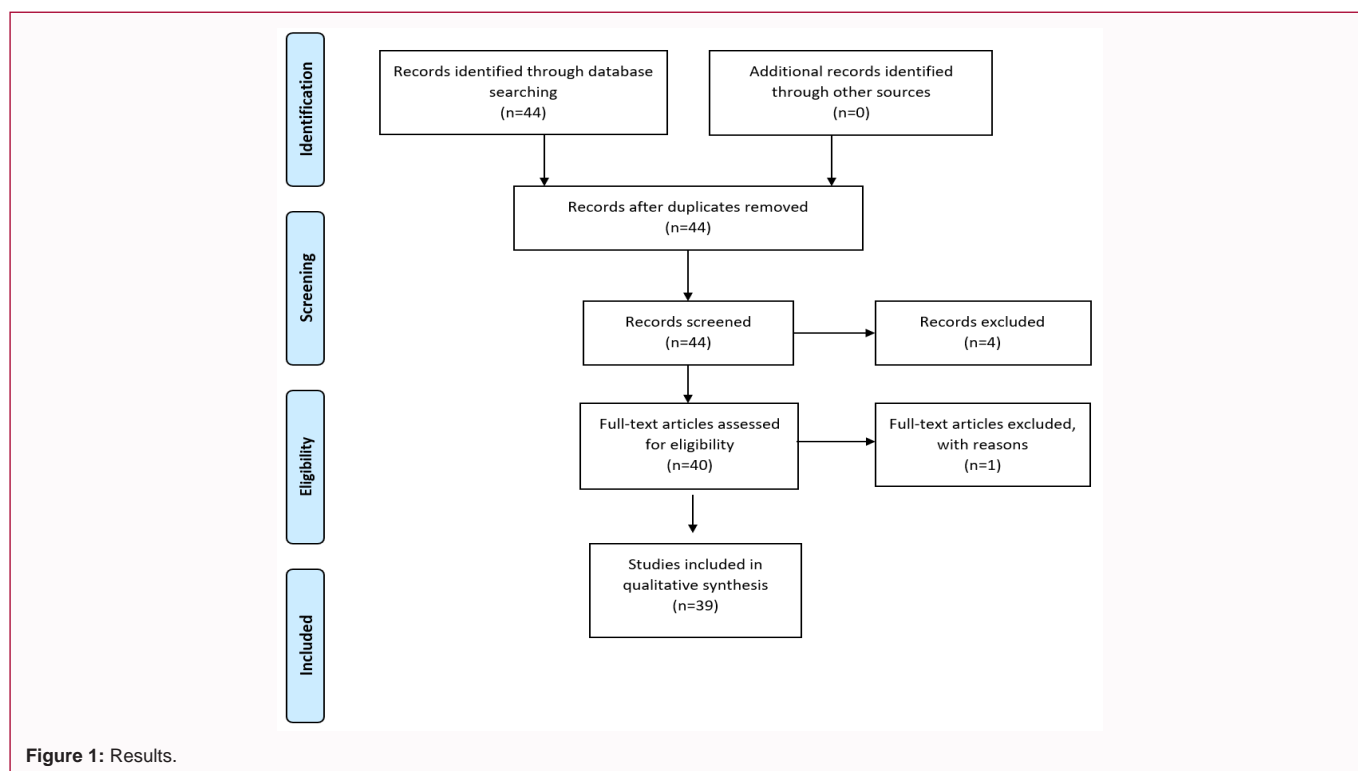 Identification
Records identified through database
searching
(n=44)
Additional records identified
through other sources
(n=0)
Records after duplicates removed
(n=44)
Screening
Records screened
(n=44)
Records excluded
(n=4)
Eligibility
Full-text articles assessed
for eligibility
(n=40)
Full-text articles excluded,
with reasons
(n=1)
Included
Studies included in
qualitative synthesis
(n=39)
Figure 1: Results.